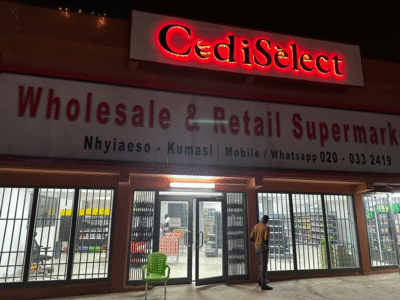 CediSelect
Wholesale & Retail Supermark
Nhyiaeso - Kumasi | Mobile / Whatsapp 020 - 033 2419